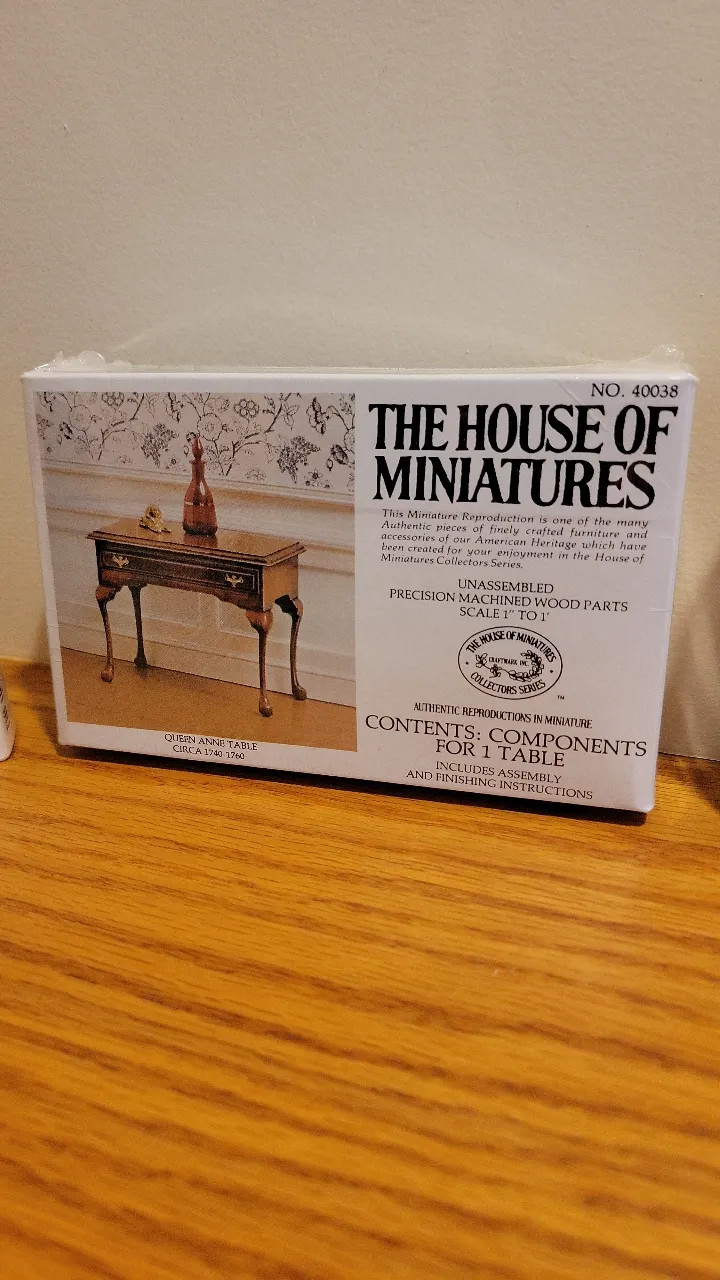 NO. 40038
THE HOUSE OF
MINIATURES
This Miniature Reproduction is one of the many
Authentic pieces of finely crafted furniture and
accessories of our American Heritage which have
been created for your enjoyment in the House of
Miniatures Collectors Series.
UNASSEMBLED
PRECISION MACHINED WOOD PARTS
SCALE 1" TO 1'
THE HOUSE OF MINIATURES
CRAFTMARK INC.
COLLECTORS SERIES
TM
AUTHENTIC REPRODUCTIONS IN MINIATURE
CONTENTS: COMPONENTS
FOR 1 TABLE
INCLUDES ASSEMBLY
AND FINISHING INSTRUCTIONS
QUEEN ANNE TABLE
CIRCA 1740-1760